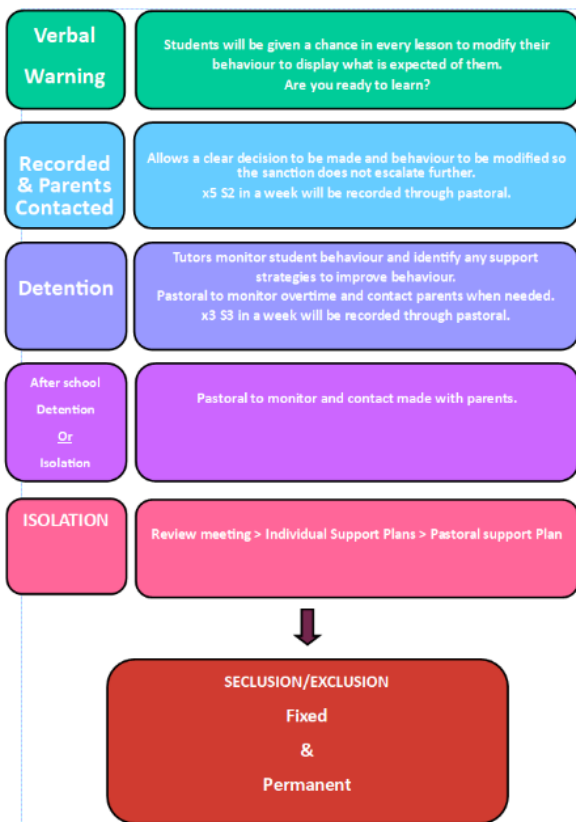 Verbal
Warning
Students will be given a chance in every lesson to modify their
behaviour to display what is expected of them.
Are you ready to learn?
Recorded
& Parents
Contacted
Allows a clear decision to be made and behaviour to be modified so
the sanction does not escalate further.
x5 S2 in a week will be recorded through pastoral.
Detention
Tutors monitor student behaviour and identify any support
strategies to improve behaviour.
Pastoral to monitor overtime and contact parents when needed.
x3 S3 in a week will be recorded through pastoral.
After school
Detention
Or
Isolation
Pastoral to monitor and contact made with parents.
ISOLATION
Review meeting > Individual Support Plans > Pastoral support Plan
SECLUSION/EXCLUSION
Fixed
&
Permanent